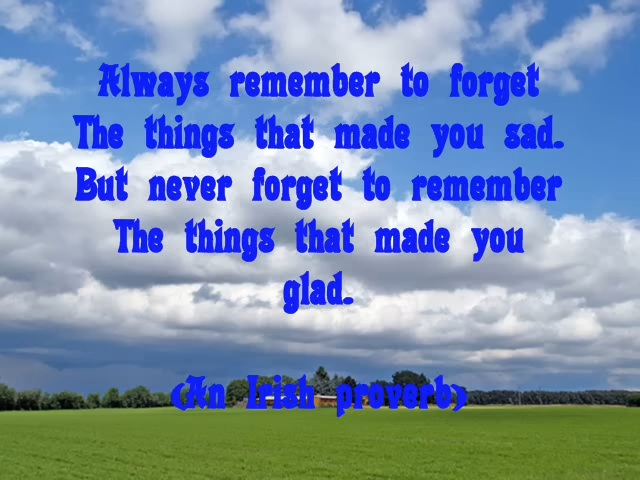 Always remember to forget
The things that made you sad.
But never forget to remember
The things that made you
glad.
(An Irish proverb)